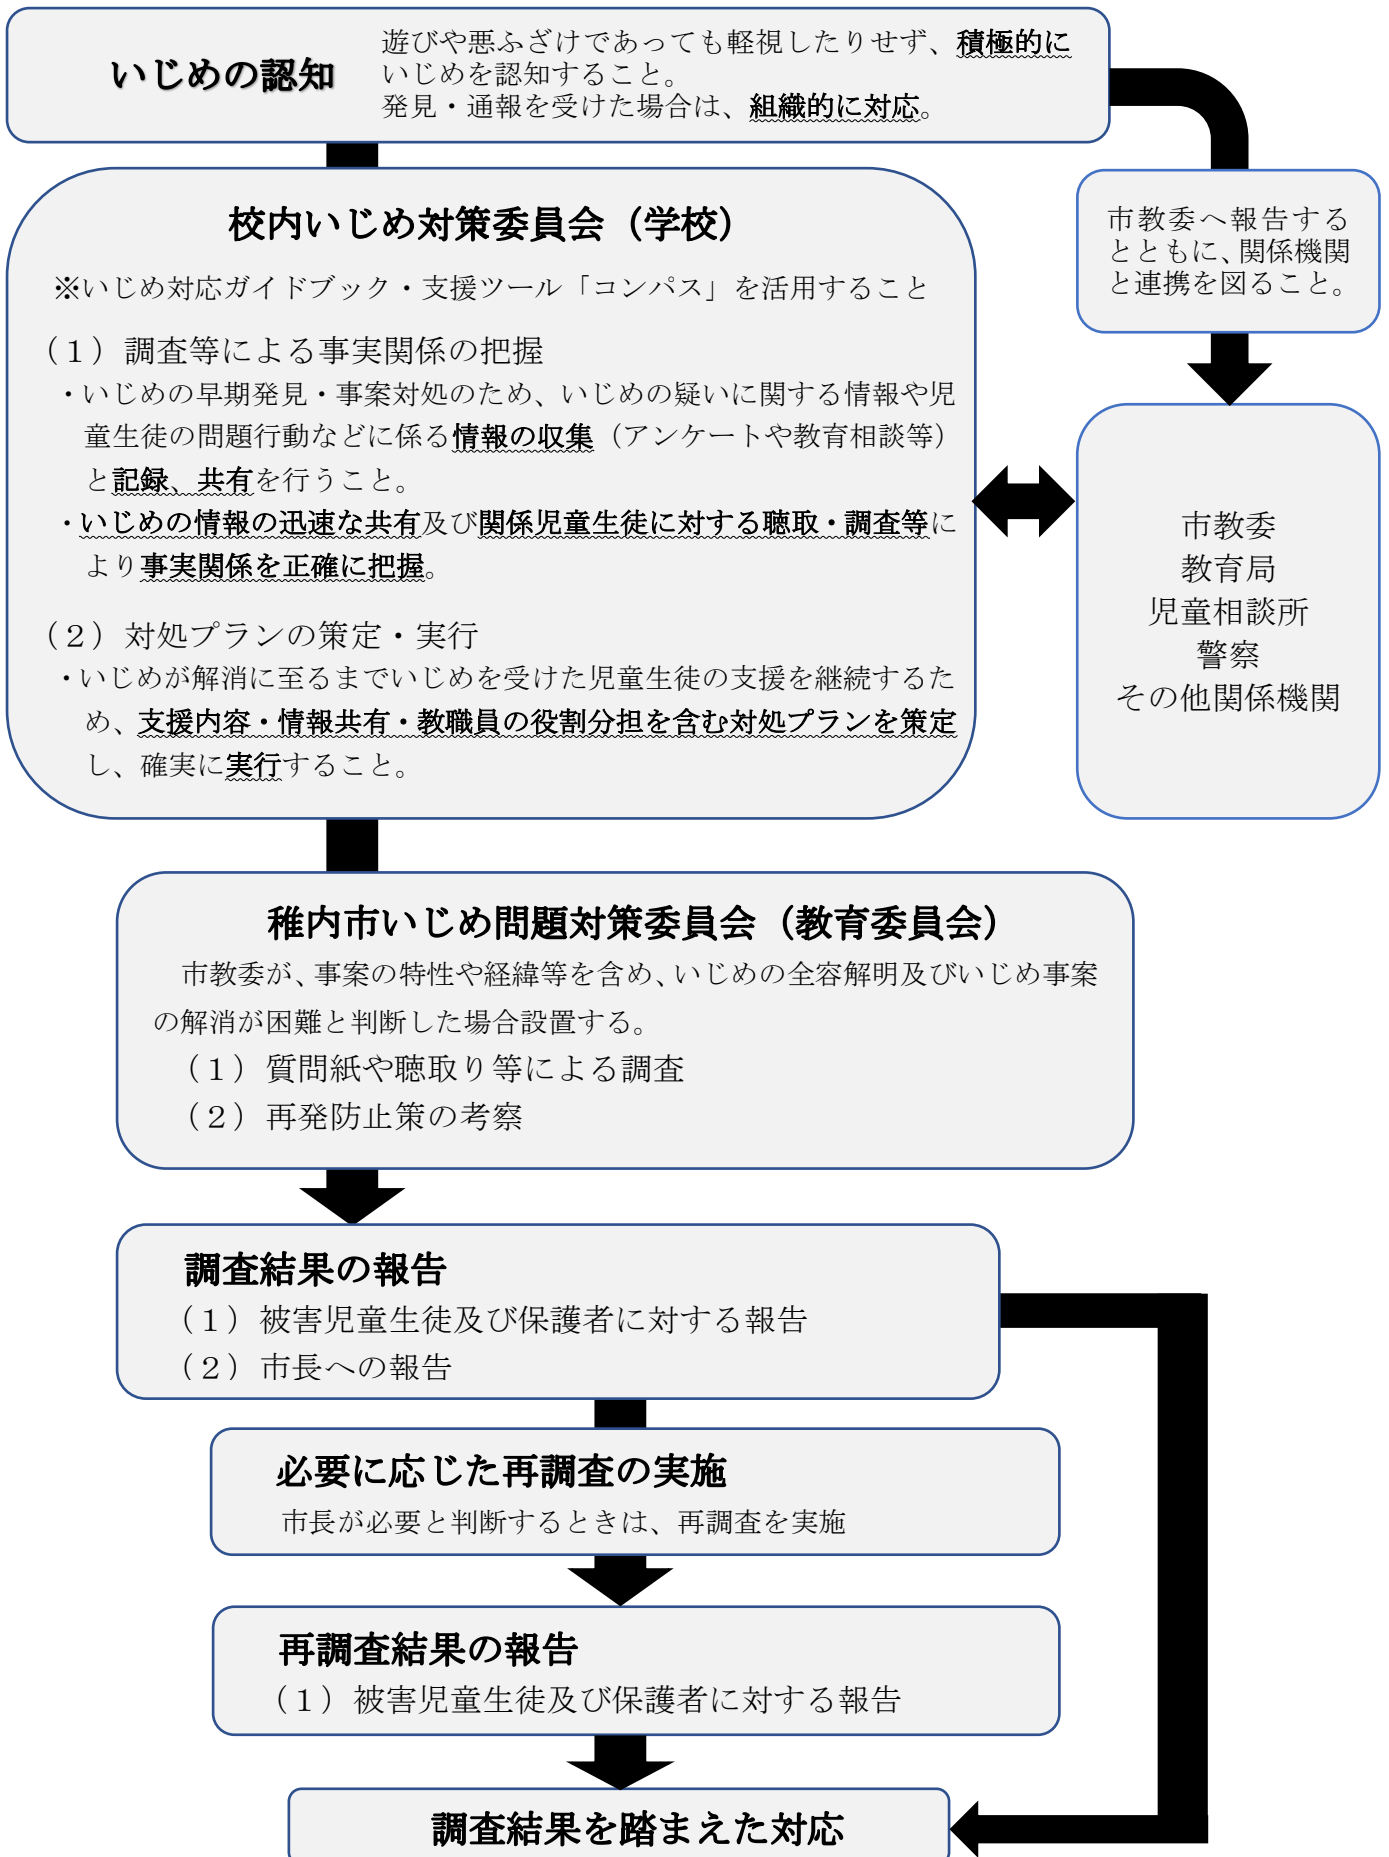 いじめの認知
遊びや悪ふざけであっても軽視したりせず、積極的に
いじめを認知すること。
発見・通報を受けた場合は、組織的に対応。
市教委へ報告する
とともに、関係機関
と連携を図ること。
校内いじめ対策委員会（学校）
※いじめ対応ガイドブック・支援ツール「コンパス」を活用すること
（１）調査等による事実関係の把握
・いじめの早期発見・事案対処のため、いじめの疑いに関する情報や児
童生徒の問題行動などに係る情報の収集（アンケートや教育相談等）
と記録、共有を行うこと。
・いじめの情報の迅速な共有及び関係児童生徒に対する聴取・調査等に
より事実関係を正確に把握。
（２）対処プランの策定・実行
・いじめが解消に至るまでいじめを受けた児童生徒の支援を継続するた
め、支援内容・情報共有・教職員の役割分担を含む対処プランを策定
し、確実に実行すること。
市教委
教育局
児童相談所
警察
その他関係機関
稚内市いじめ問題対策委員会（教育委員会）
市教委が、事案の特性や経緯等を含め、いじめの全容解明及びいじめ事案
の解消が困難と判断した場合設置する。
（１）質問紙や聴取り等による調査
（２）再発防止策の考察
調査結果の報告
（１）被害児童生徒及び保護者に対する報告
（２）市長への報告
必要に応じた再調査の実施
市長が必要と判断するときは、再調査を実施
再調査結果の報告
（１）被害児童生徒及び保護者に対する報告
調査結果を踏まえた対応